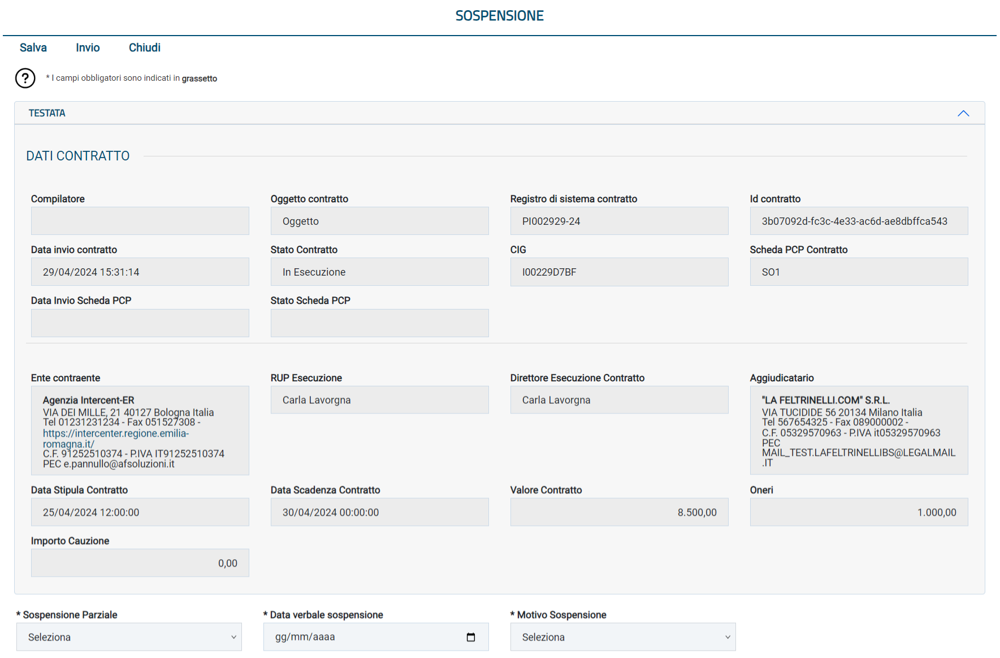 SOSPENSIONE
Salva Invio Chiudi
? * I campi obbligatori sono indicati in grassetto
TESTATA
DATI CONTRATTO
Compilatore
Oggetto contratto
Oggetto
Registro di sistema contratto
PI002929-24
Id contratto
3b07092d-fc3c-4e33-ac6d-ae8dbffca543
Data invio contratto
29/04/2024 15:31:14
Stato Contratto
In Esecuzione
CIG
I00229D7BF
Scheda PCP Contratto
SO1
Data Invio Scheda PCP
Stato Scheda PCP
Ente contraente
Agenzia Intercent-ER
VIA DEI MILLE, 21 40127 Bologna Italia
Tel 01231231234 - Fax 051527308 -
https://intercenter.regione.emilia-
romagna.it/
C.F. 91252510374 - P.IVA IT91252510374
PEC e.pannullo@afsoluzioni.it
RUP Esecuzione
Carla Lavorgna
Direttore Esecuzione Contratto
Carla Lavorgna
Aggiudicatario
"LA FELTRINELLI.COM" S.R.L.
VIA TUCIDIDE 56 20134 Milano Italia
Tel 567654325 - Fax 089000002 -
C.F. 05329570963 - P.IVA it05329570963
PEC
MAIL_TEST.LAFELTRINELLIBS@LEGALMAIL
.IT
Data Stipula Contratto
25/04/2024 12:00:00
Data Scadenza Contratto
30/04/2024 00:00:00
Valore Contratto
8.500,00
Oneri
1.000,00
Importo Cauzione
0,00
* Sospensione Parziale
Seleziona
* Data verbale sospensione
gg/mm/aaaa
* Motivo Sospensione
Seleziona